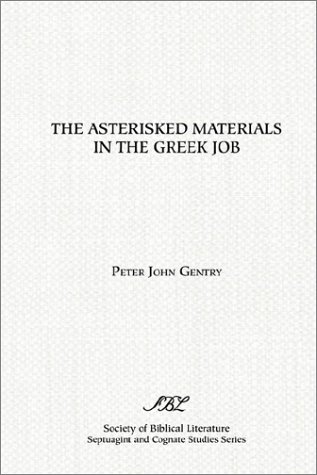 THE ASTERISKED MATERIALS
IN THE GREEK JOB
PETER JOHN GENTRY
SBL
Society of Biblical Literature
Septuagint and Cognate Studies Series